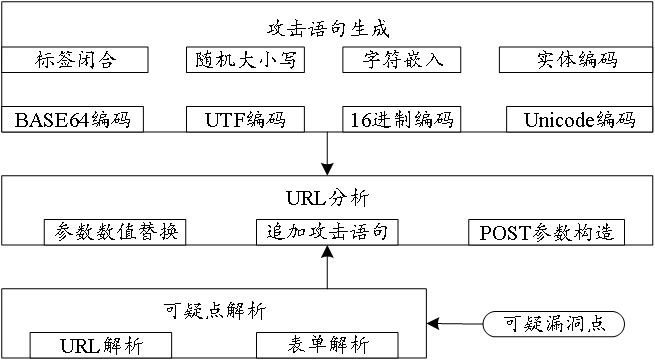 攻击语句生成
标签闭合 随机大小写 字符嵌入 实体编码
BASE64编码 UTF编码 16进制编码 Unicode编码
URL分析
参数数值替换 追加攻击语句 POST参数构造
可疑点解析
可疑漏洞点
URL解析 表单解析